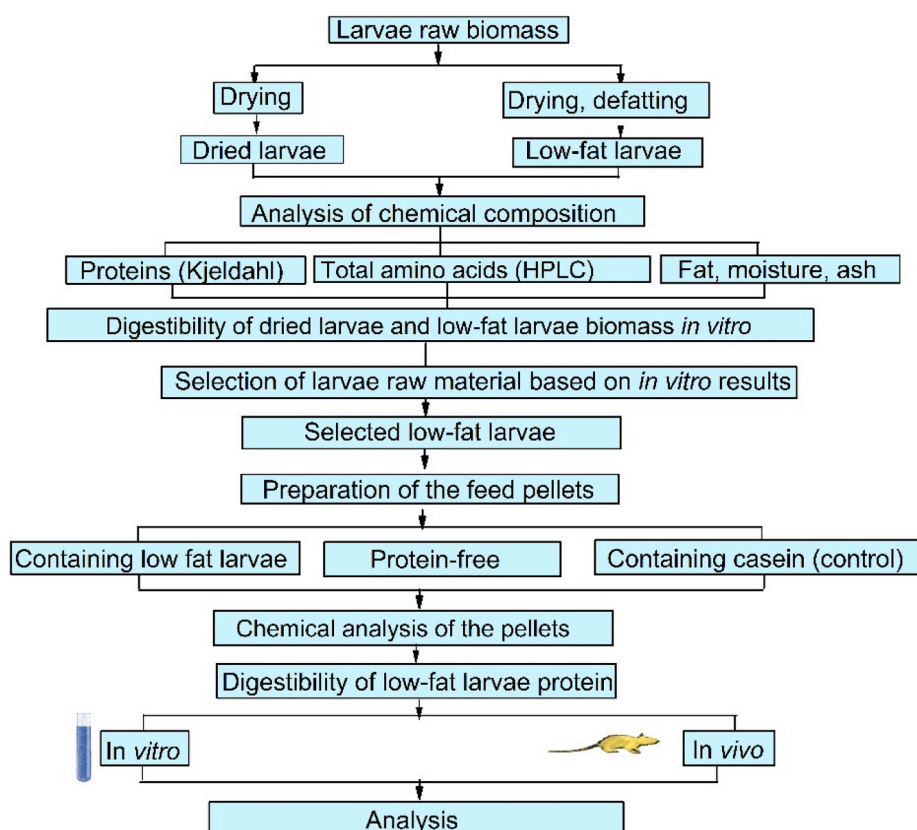 Larvae raw biomass
Drying
Drying, defatting
Dried larvae
Low-fat larvae
Analysis of chemical composition
Proteins (Kjeldahl)
Total amino acids (HPLC)
Fat, moisture, ash
Digestibility of dried larvae and low-fat larvae biomass in vitro
Selection of larvae raw material based on in vitro results
Selected low-fat larvae
Preparation of the feed pellets
Containing low fat larvae
Protein-free
Containing casein (control)
Chemical analysis of the pellets
Digestibility of low-fat larvae protein
In vitro
In vivo
Analysis